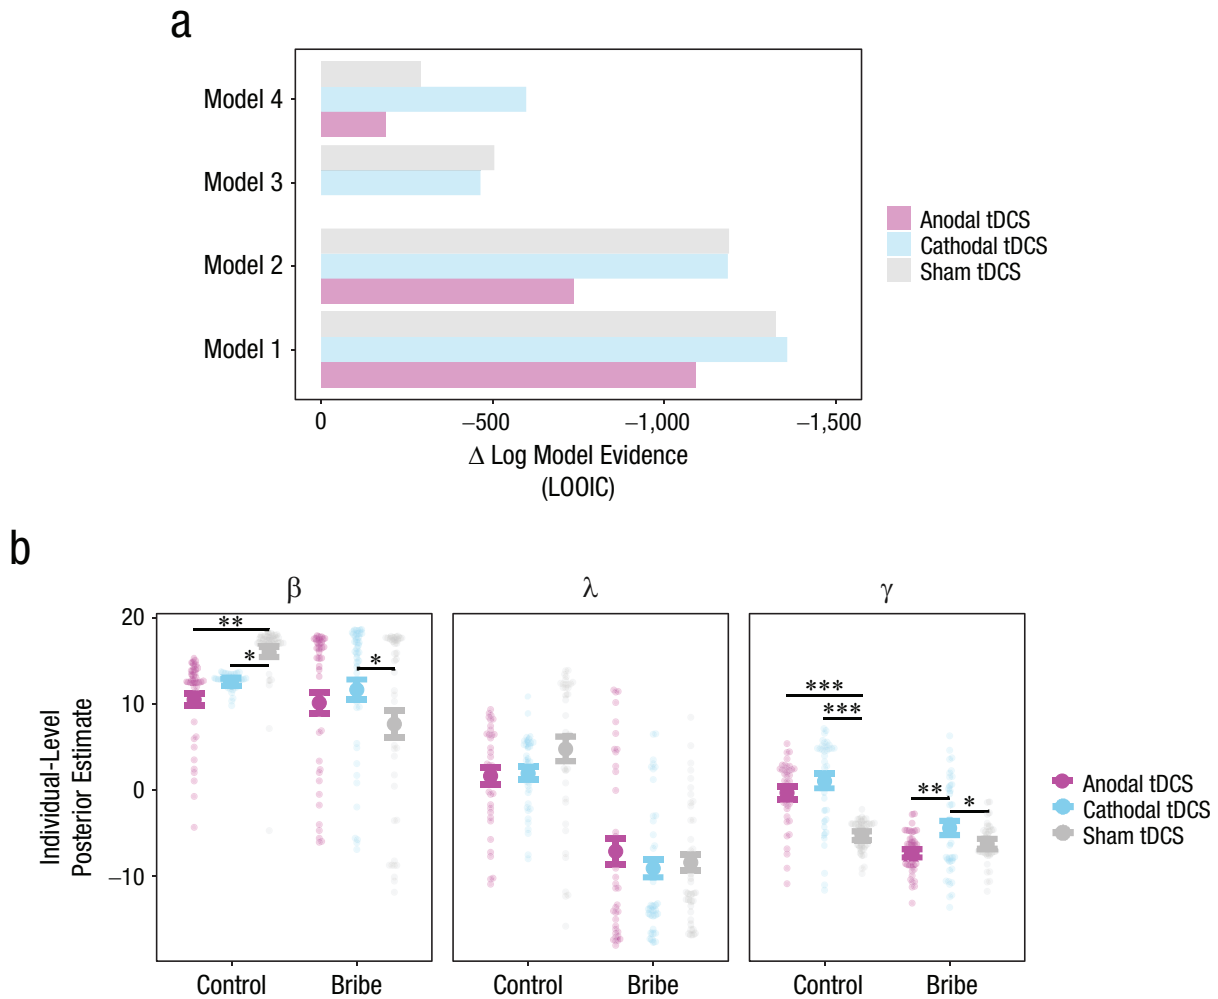 a
Model 4
Model 3
Model 2
Model 1
0
–500
–1,000
–1,500
Δ Log Model Evidence
(LOOIC)
Anodal tDCS
Cathodal tDCS
Sham tDCS
b
β
λ
γ
20
10
0
–10
Individual-Level
Posterior Estimate
**
*
*
***
***
**
*
Control
Bribe
Control
Bribe
Control
Bribe
Anodal tDCS
Cathodal tDCS
Sham tDCS